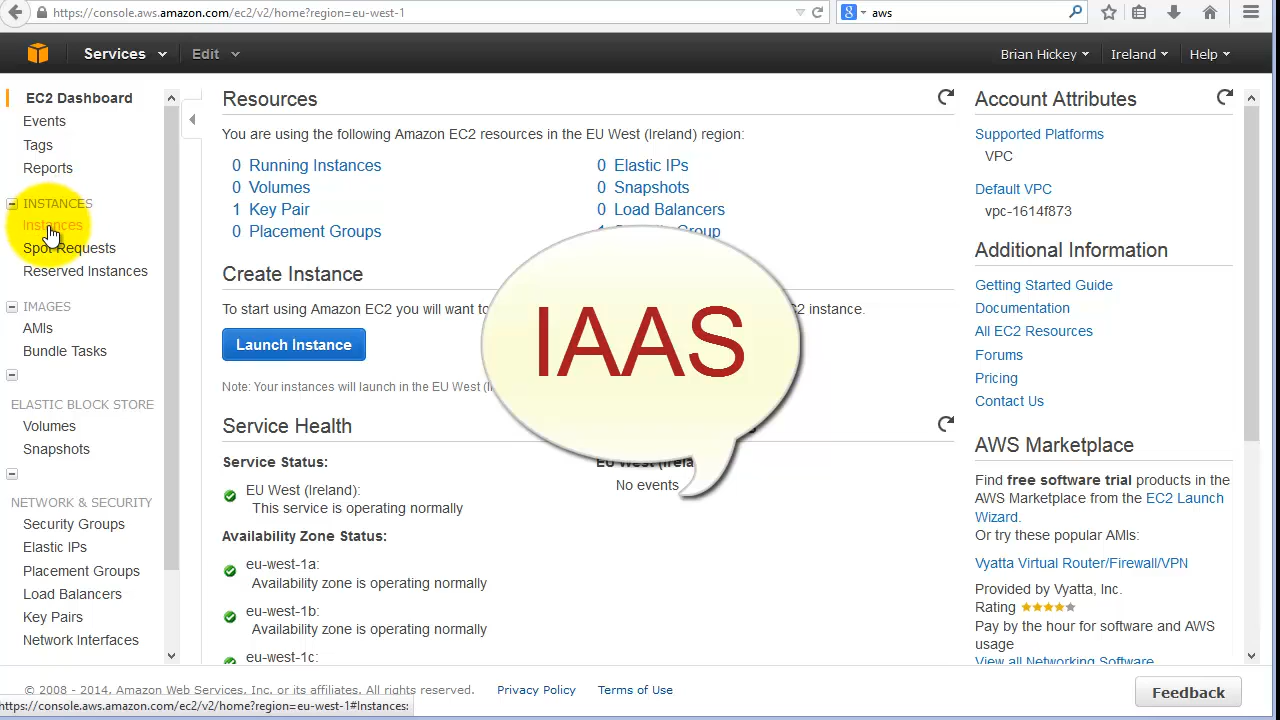 https://console.aws.amazon.com/ec2/v2/home?region=eu-west-1
aws
Services
Edit
Brian Hickey
Ireland
Help
EC2 Dashboard
Events
Tags
Reports
INSTANCES
Instances
Spot Requests
Reserved Instances
IMAGES
AMIs
Bundle Tasks
ELASTIC BLOCK STORE
Volumes
Snapshots
NETWORK & SECURITY
Security Groups
Elastic IPs
Placement Groups
Load Balancers
Key Pairs
Network Interfaces
Resources
You are using the following Amazon EC2 resources in the EU West (Ireland) region:
0 Running Instances
0 Elastic IPs
0 Volumes
0 Snapshots
1 Key Pair
0 Load Balancers
0 Placement Groups
Group
Create Instance
To start using Amazon EC2 you will want to instance.
Launch Instance
IAAS
Note: Your instances will launch in the EU West
Service Health
Service Status:
EU West (Ireland):
This service is operating normally
Availability Zone Status:
eu-west-1a:
Availability zone is operating normally
eu-west-1b:
Availability zone is operating normally
eu-west-1c:
EU West
No events
Account Attributes
Supported Platforms
VPC
Default VPC
vpc-1614f873
Additional Information
Getting Started Guide
Documentation
All EC2 Resources
Forums
Pricing
Contact Us
AWS Marketplace
Find free software trial products in the
AWS Marketplace from the EC2 Launch
Wizard.
Or try these popular AMIs:
Vyatta Virtual Router/Firewall/VPN
Provided by Vyatta, Inc.
Rating
Pay by the hour for software and AWS
usage
View all Networking Software
© 2008 - 2014, Amazon Web Services, Inc. or its affiliates. All rights reserved.
Privacy Policy
Terms of Use
Feedback
https://console.aws.amazon.com/ec2/v2/home?region=eu-west-1#Instances: